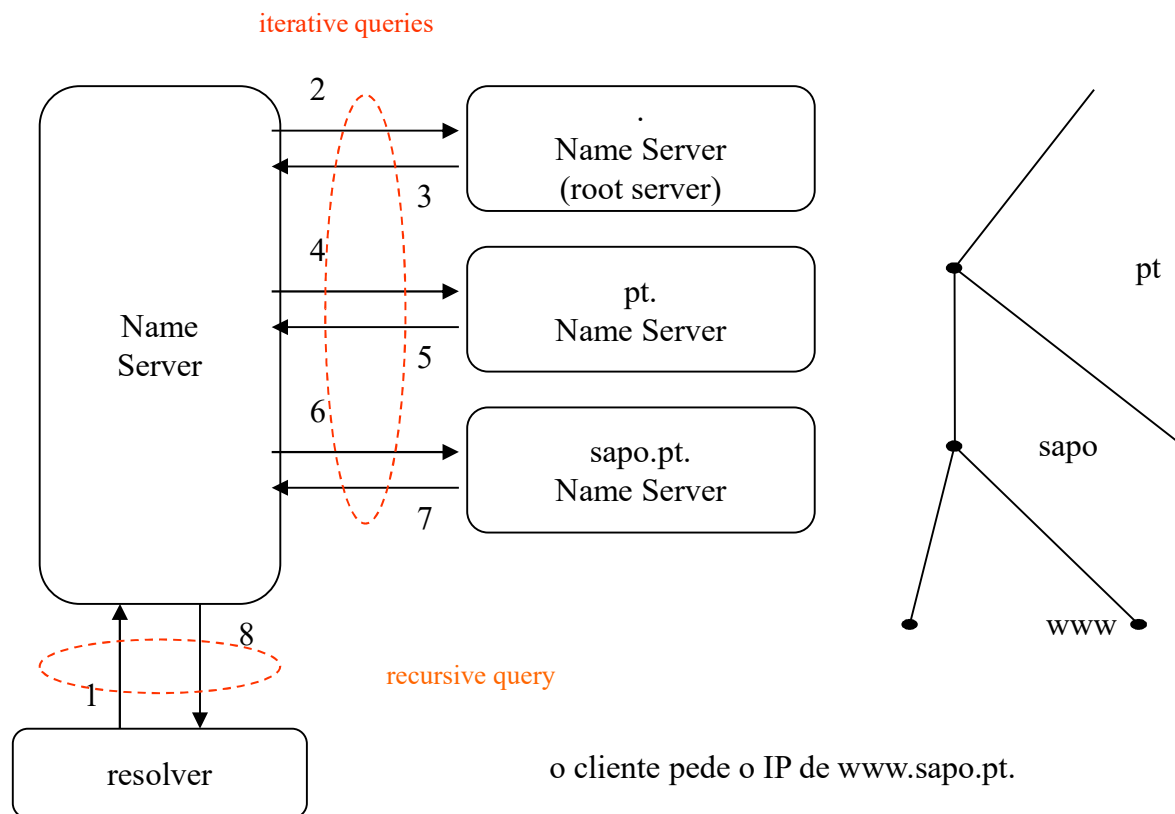 iterative queries
2
.
Name Server
(root server)
3
4
pt.
Name Server
5
Name
Server
6
sapo.pt.
Name Server
7
pt
sapo
www
8
1
recursive query
resolver
o cliente pede o IP de www.sapo.pt.